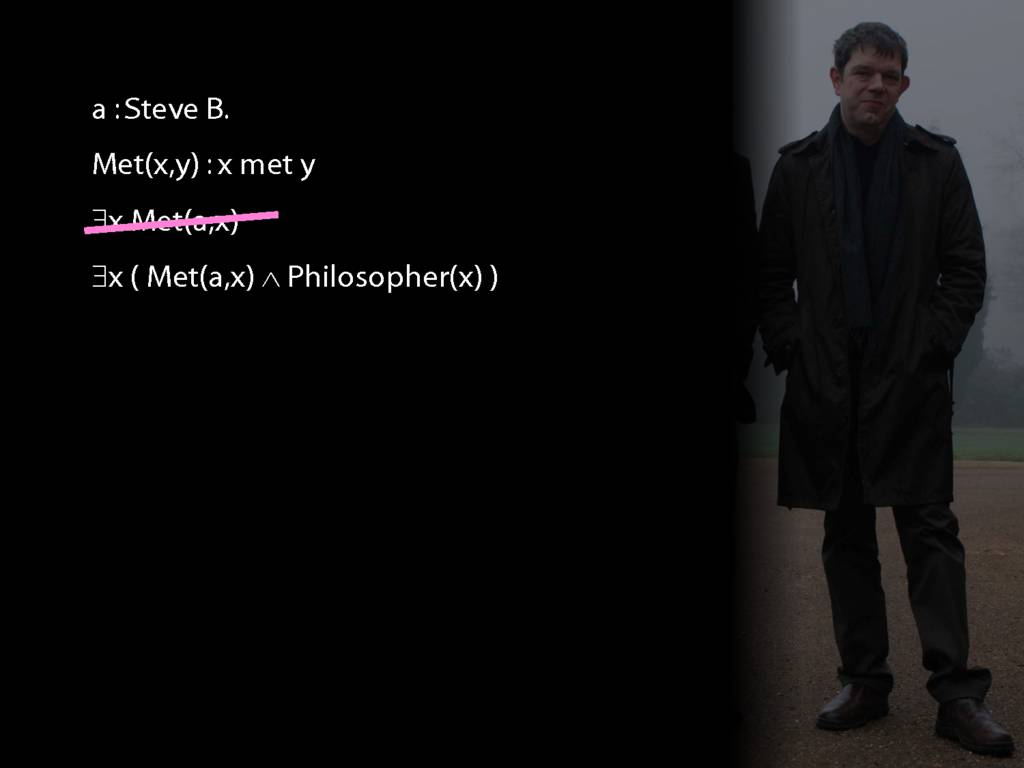 a : Steve B.
Met(x,y) : x met y
∃x Met(a,x)
∃x ( Met(a,x) ∧ Philosopher(x) )